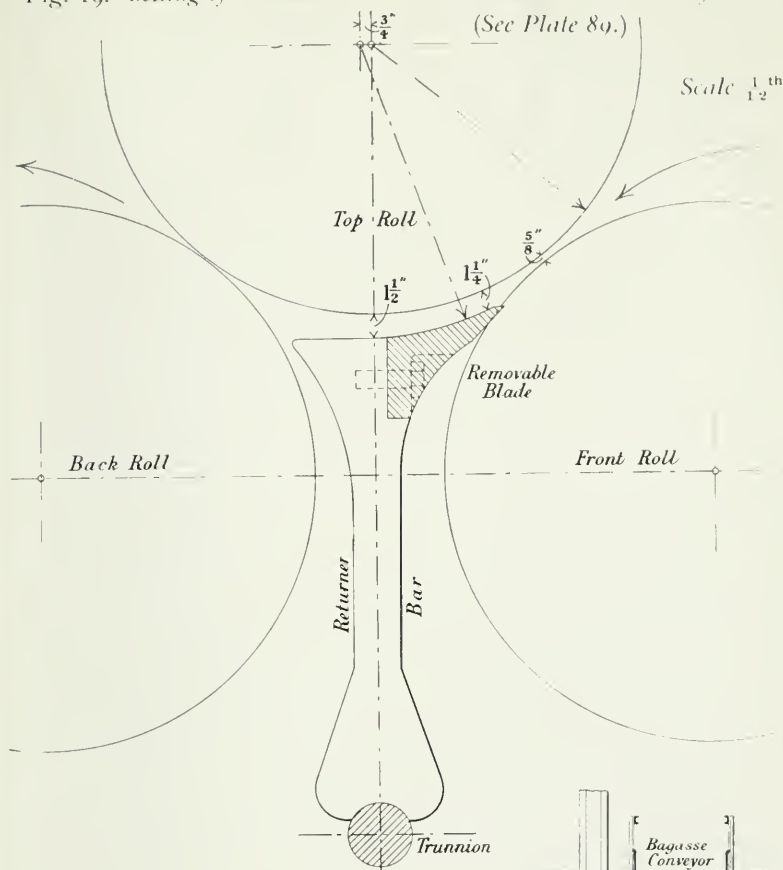 3/4"
(See Plate 89.)
Scale 1/12th
Top Roll
5/8"
1 1/4"
1 1/2"
Removable
Blade
Back Roll
Front Roll
Returner
Bar
Trunnion
Bagasse
Conveyor